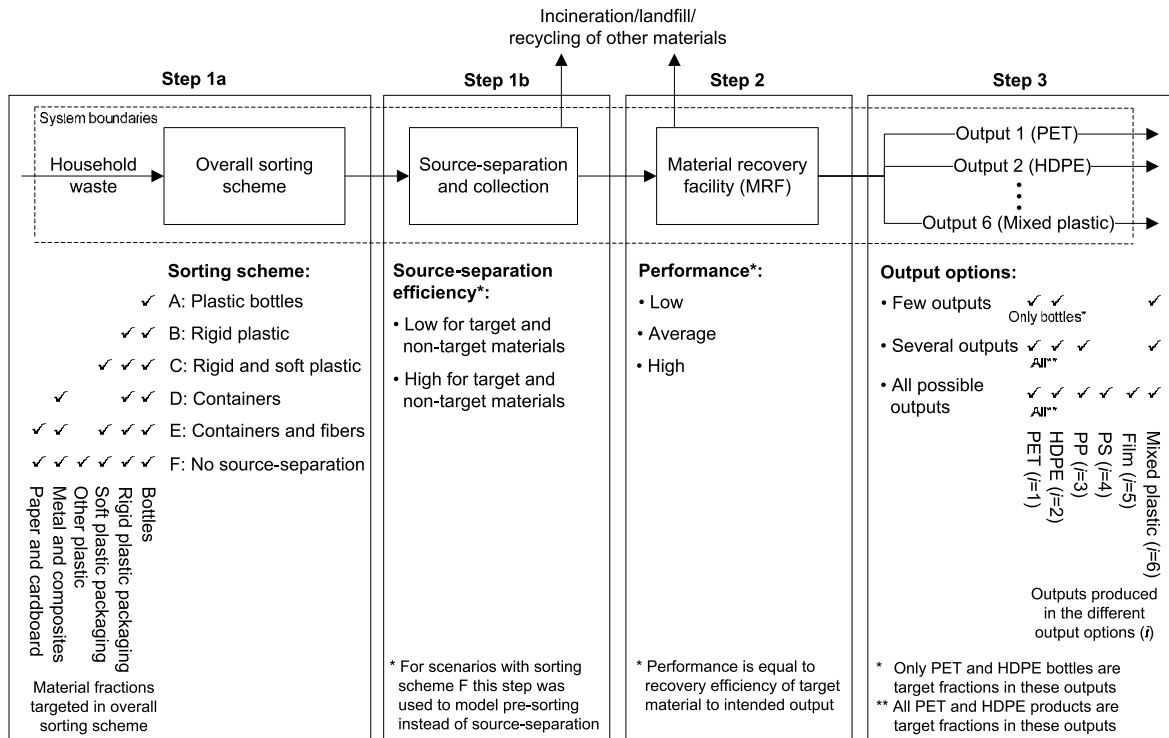 Incineration/landfill/
recycling of other materials
Step 1a
Step 1b
Step 2
Step 3
System boundaries
Household
waste
Overall sorting
scheme
Source-separation
and collection
Material recovery
facility (MRF)
Output 1 (PET)
Output 2 (HDPE)
Output 6 (Mixed plastic)
Sorting scheme:
✓ A: Plastic bottles
✓ ✓ B: Rigid plastic
✓ ✓ ✓ C: Rigid and soft plastic
✓ ✓ ✓ D: Containers
✓ ✓ ✓ ✓ ✓ E: Containers and fibers
✓ ✓ ✓ ✓ ✓ ✓ F: No source-separation
Paper and cardboard
Metal and composites
Other plastic
Soft plastic packaging
Rigid plastic packaging
Bottles
Material fractions
targeted in overall
sorting scheme
Source-separation
efficiency*:
• Low for target and
non-target materials
• High for target and
non-target materials
* For scenarios with sorting
scheme F this step was
used to model pre-sorting
instead of source-separation
Performance*:
• Low
• Average
• High
* Performance is equal to
recovery efficiency of target
material to intended output
Output options:
• Few outputs ✓ ✓ ✓
Only bottles*
• Several outputs ✓ ✓ ✓ ✓
All**
• All possible
outputs ✓ ✓ ✓ ✓ ✓ ✓
All**
PET (i=1)
HDPE (i=2)
PP (i=3)
PS (i=4)
Film (i=5)
Mixed plastic (i=6)
Outputs produced
in the different
output options (i)
* Only PET and HDPE bottles are
target fractions in these outputs
** All PET and HDPE products are
target fractions in these outputs